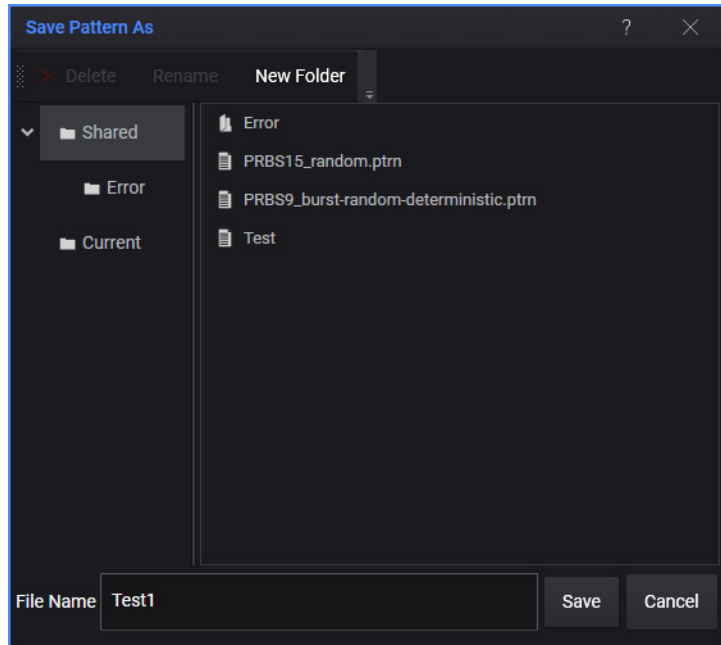 Save Pattern As ?
Delete Rename New Folder
Shared
Error
Current
Error
PRBS15_random.ptrn
PRBS9_burst-random-deterministic.ptrn
Test
File Name Test1 Save Cancel